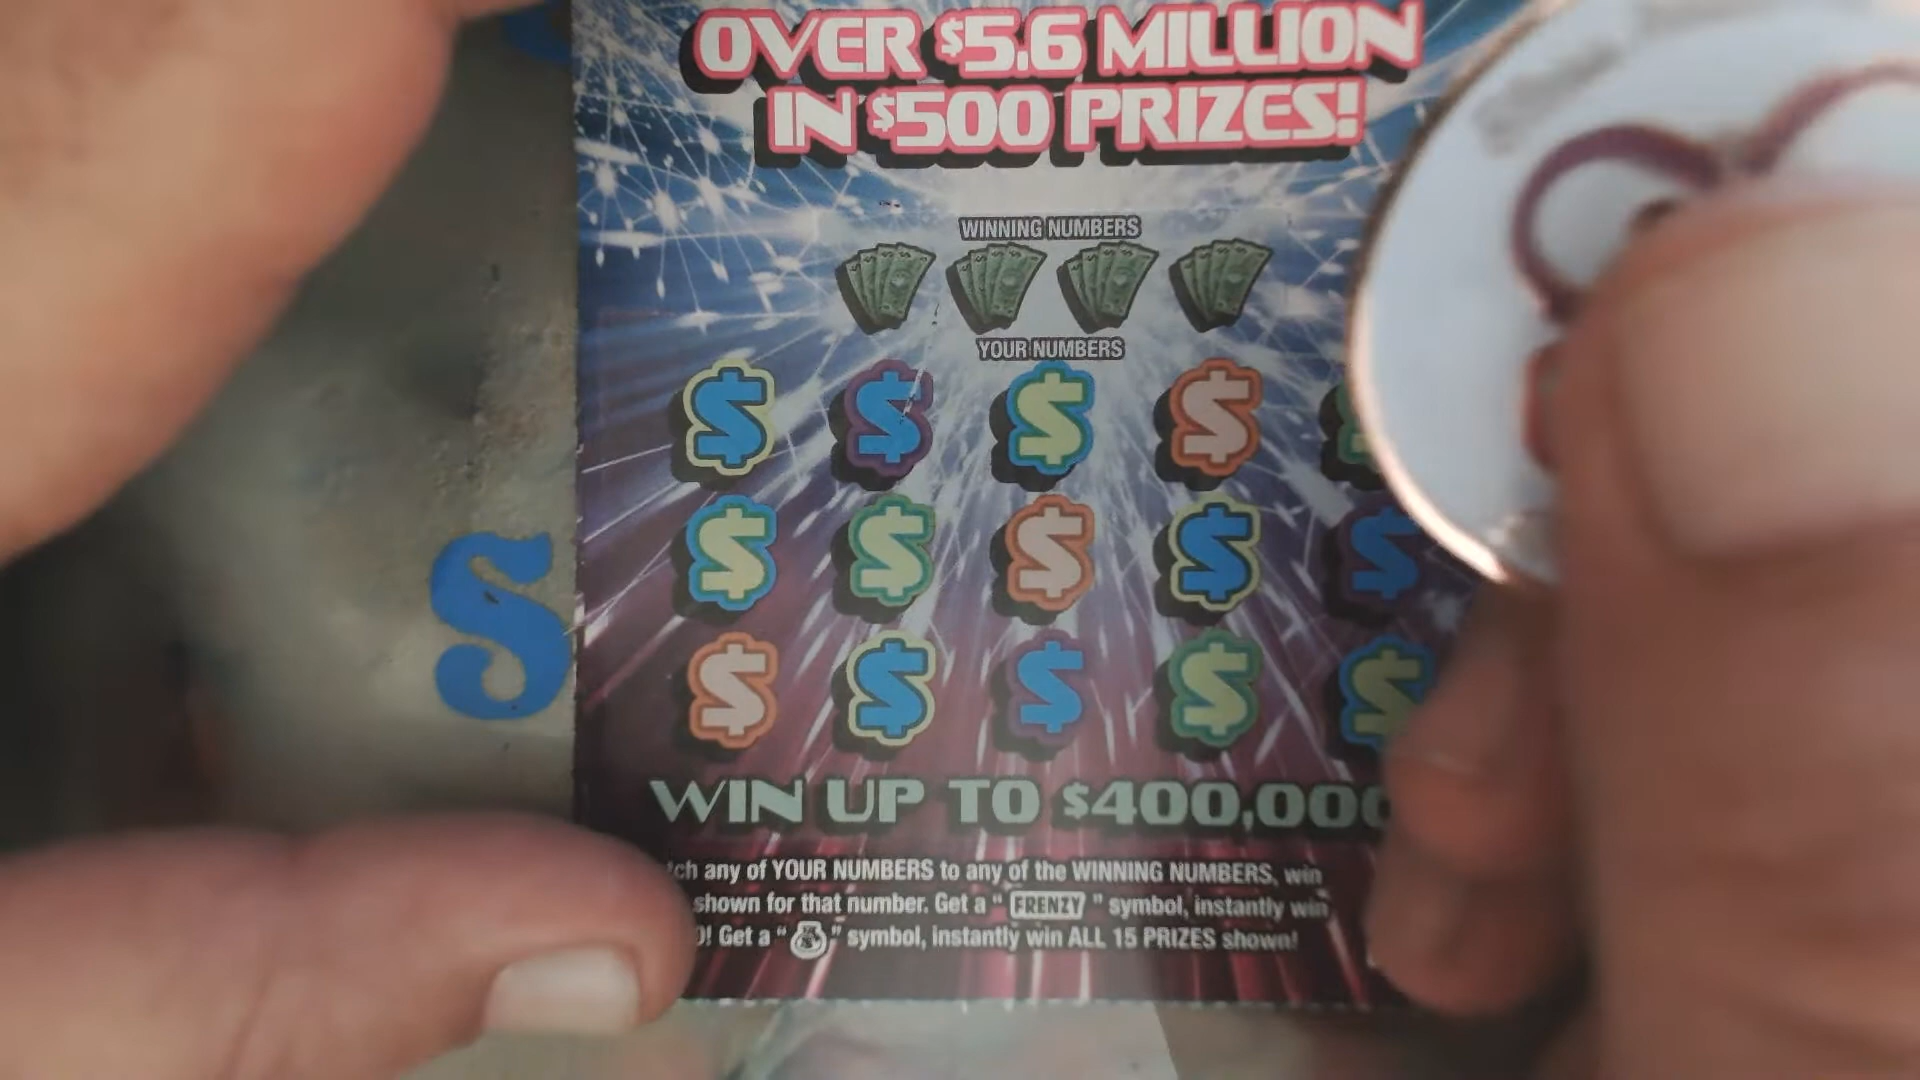 OVER $5.6 MILLION
IN $500 PRIZES!
WINNING NUMBERS
YOUR NUMBERS
$ $ $ $
$ $ $ $ $
$ $ $ $ $
WIN UP TO $400,000
any of YOUR NUMBERS to any of the WINNING NUMBERS, win
shown for that number. Get a " FRENZY " symbol, instantly win
! Get a " " symbol, instantly win ALL 15 PRIZES shown!
S